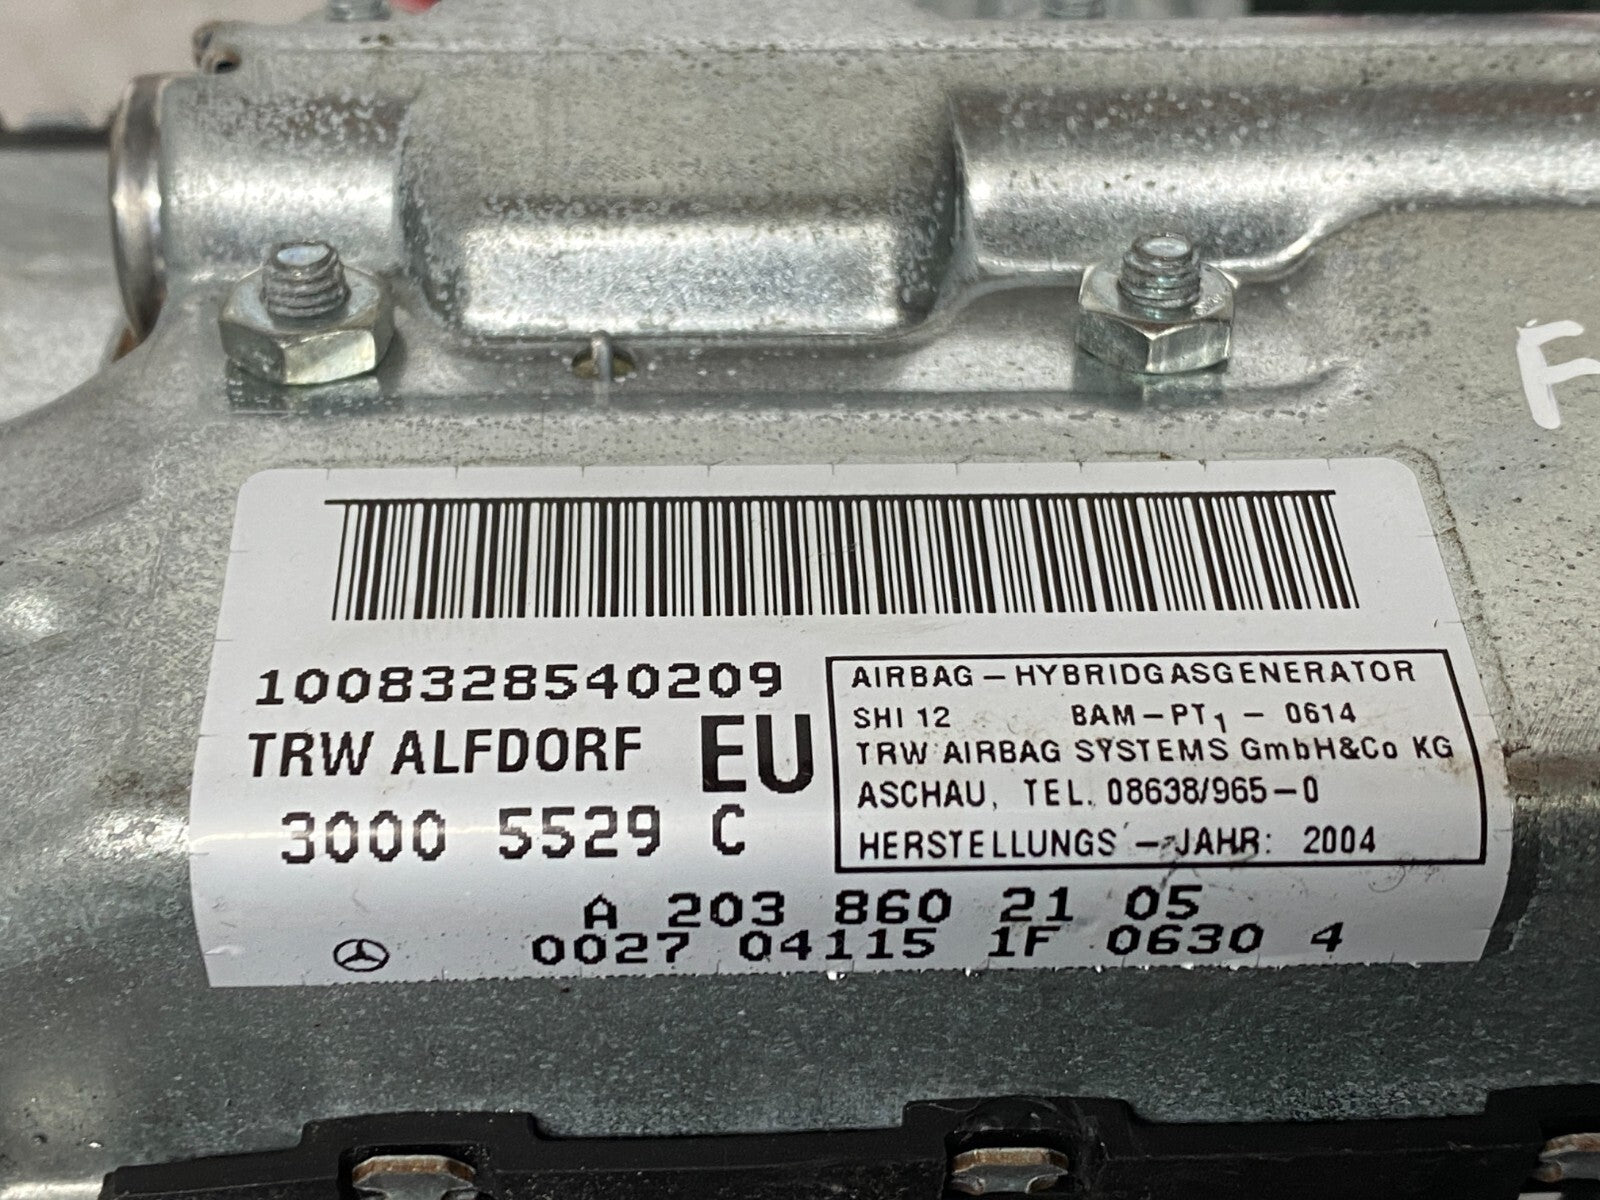 F
1008328540209
TRW ALFDORF EU
3000 5529 C
AIRBAG-HYBRIDGASGENERATOR
SHI 12 BAM-PT1 - 0614
TRW AIRBAG SYSTEMS GmbH&Co KG
ASCHAU, TEL. 08638/965-0
HERSTELLUNGS -JAHR: 2004
A 203 860 21 05
0027 04115 1F 0630 4